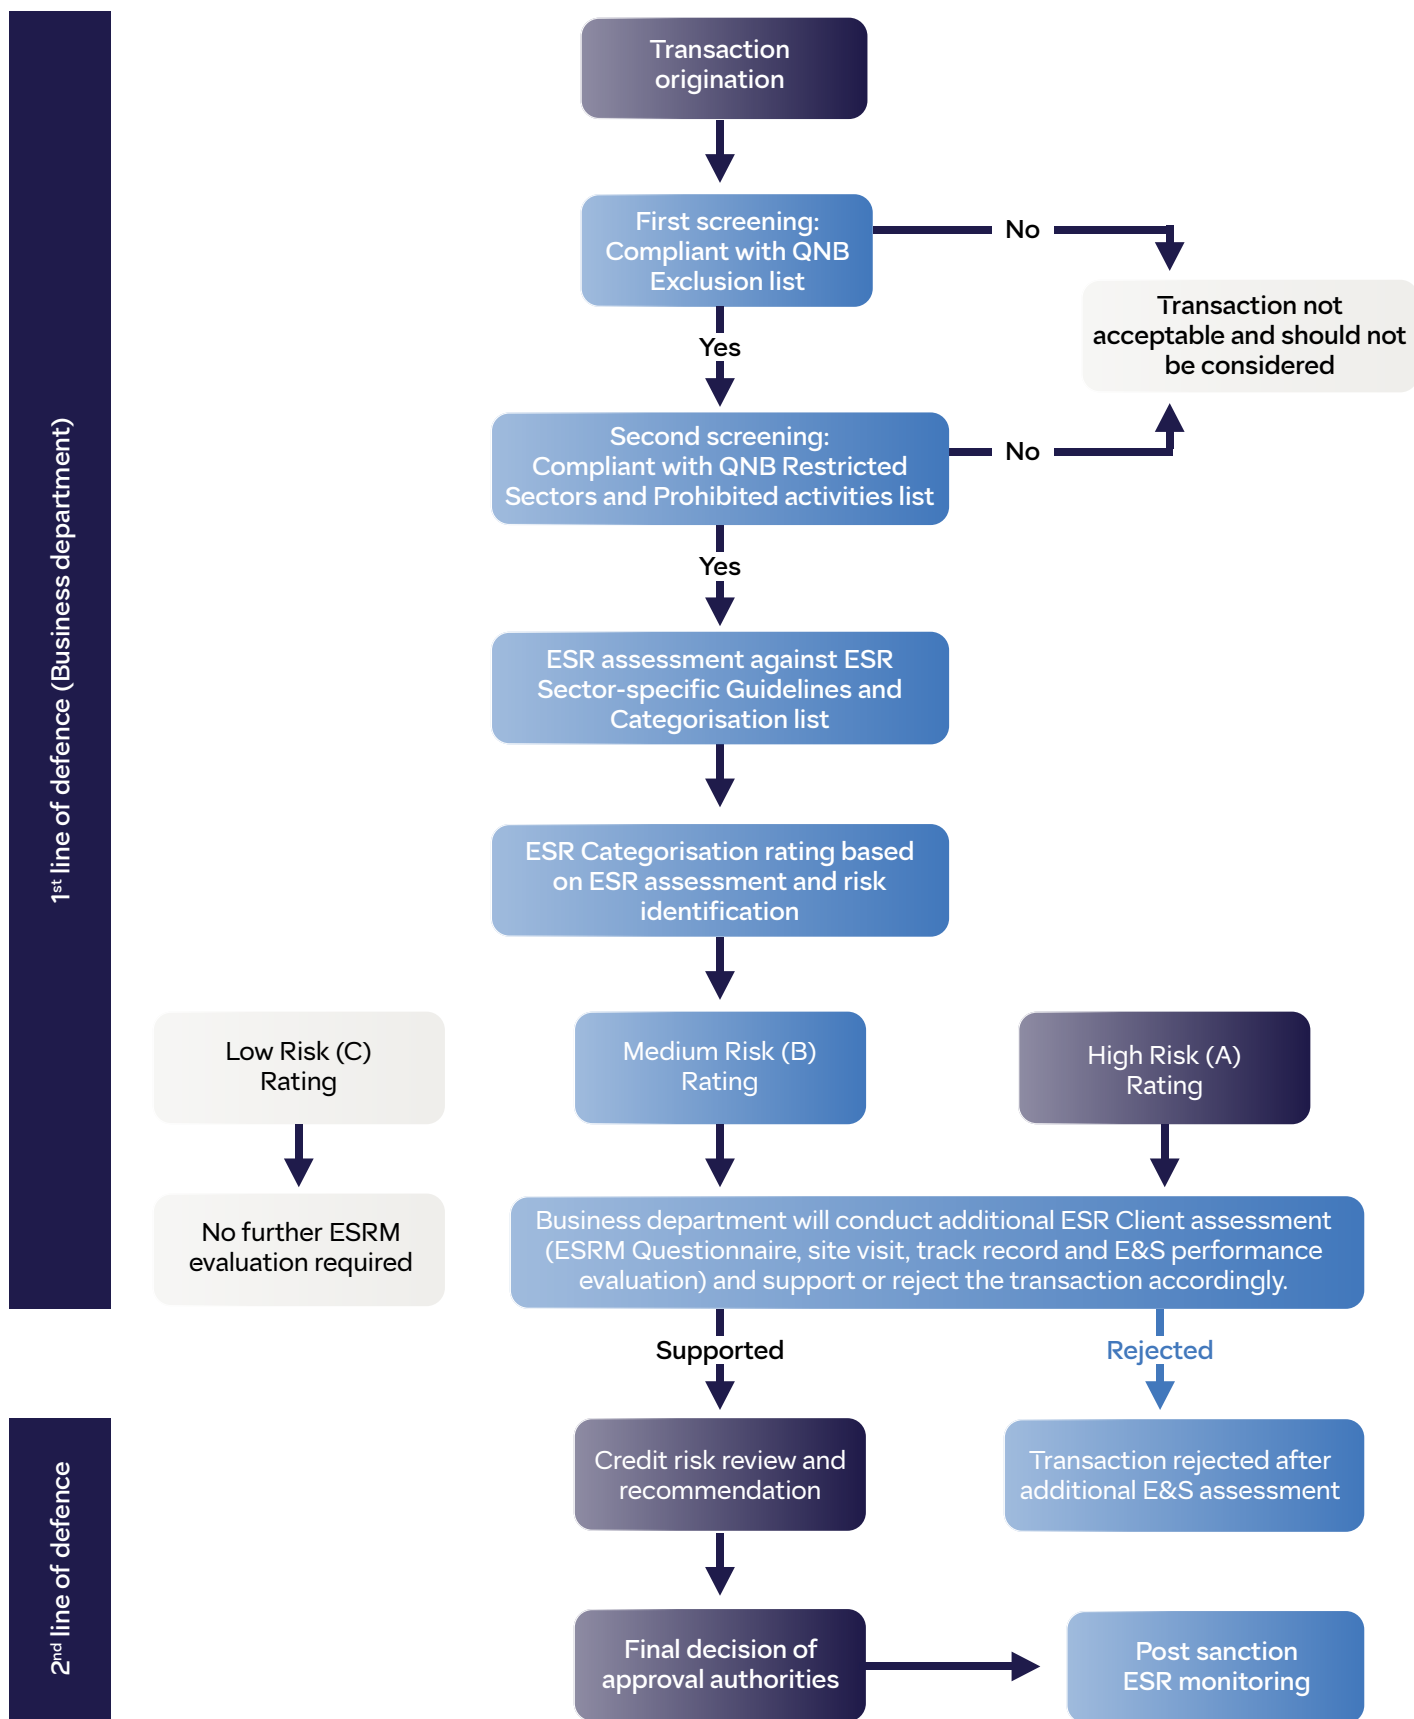 Transaction
origination
First screening:
Compliant with QNB
Exclusion list
No
Transaction not
acceptable and should not
be considered
Yes
Second screening:
Compliant with QNB Restricted
Sectors and Prohibited activities list
No
Yes
ESR assessment against ESR
Sector-specific Guidelines and
Categorisation list
ESR Categorisation rating based
on ESR assessment and risk
identification
Low Risk (C)
Rating
Medium Risk (B)
Rating
High Risk (A)
Rating
No further ESRM
evaluation required
Business department will conduct additional ESR Client assessment
(ESRM Questionnaire, site visit, track record and E&S performance
evaluation) and support or reject the transaction accordingly.
1st line of defence (Business department)
Supported
Rejected
Credit risk review and
recommendation
Transaction rejected after
additional E&S assessment
Final decision of
approval authorities
Post sanction
ESR monitoring
2nd line of defence